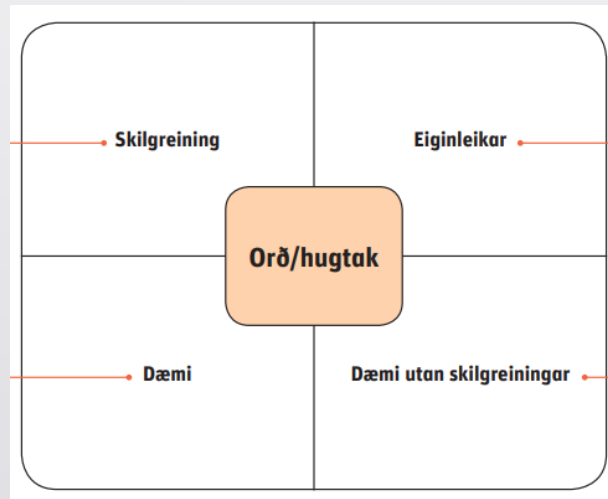 Skilgreining
Eiginleikar
Orð/hugtak
Dæmi
Dæmi utan skilgreiningar